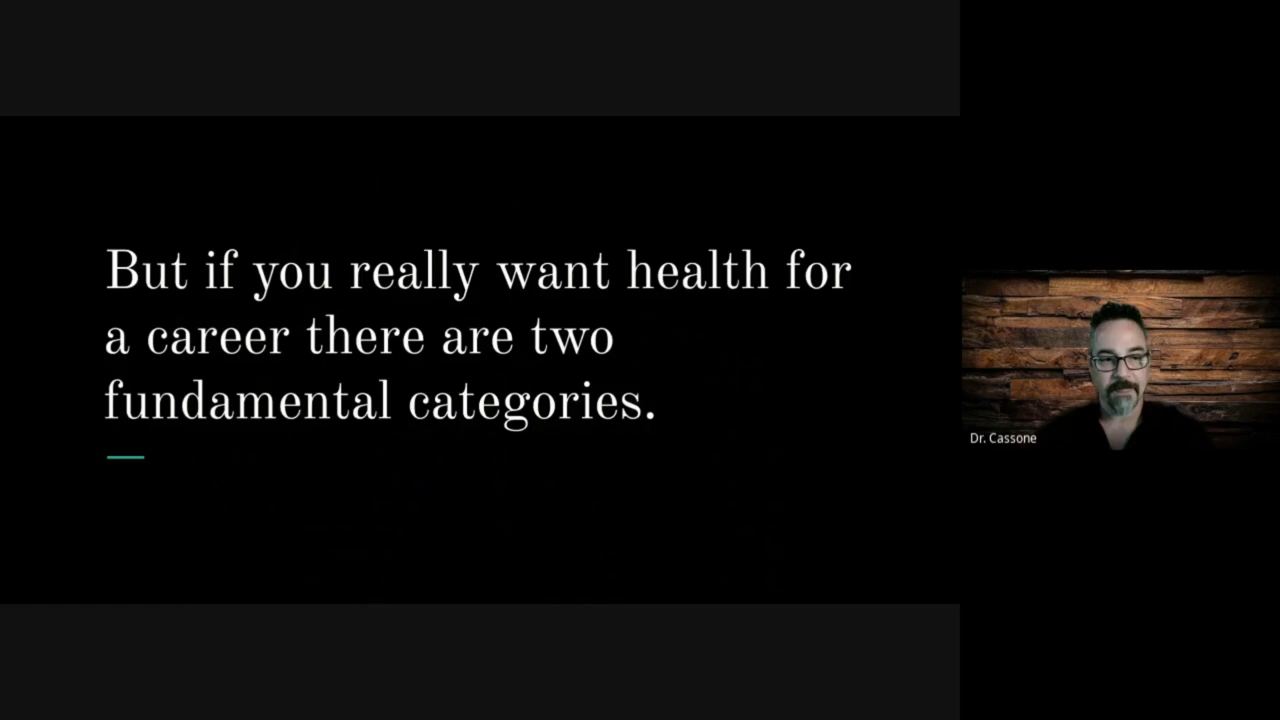 But if you really want health for
a career there are two
fundamental categories.
Dr. Cassone